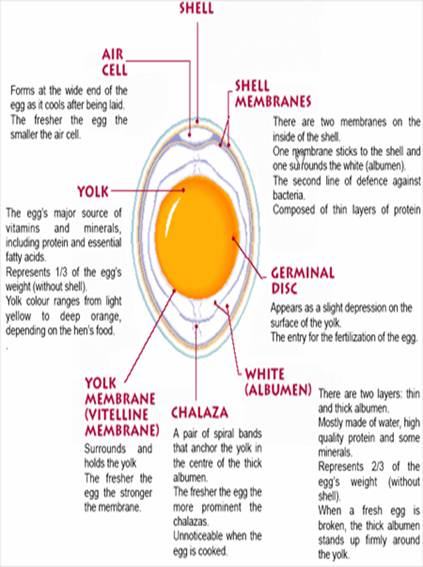 SHELL
AIR
CELL
Forms at the wide end of the
egg as it cools after being laid.
The fresher the egg the
smaller the air cell.
SHELL
MEMBRANES
There are two membranes on the
inside of the shell.
One membrane sticks to the shell and
one surrounds the white (albumen).
The second line of defence against
bacteria.
Composed of thin layers of protein
YOLK
The egg's major source of
vitamins and minerals,
including protein and essential
fatty acids.
Represents 1/3 of the egg's
weight (without shell).
Yolk colour ranges from light
yellow to deep orange,
depending on the hen's food.
.
GERMINAL
DISC
Appears as a slight depression on the
surface of the yolk.
The entry for the fertilization of the egg.
WHITE
(ALBUMEN)
There are two layers: thin
and thick albumen.
Mostly made of water, high
quality protein and some
minerals.
Represents 2/3 of the
egg's weight (without
shell).
When a fresh egg is
broken, the thick albumen
stands up firmly around
the yolk.
YOLK
MEMBRANE
(VITELLINE
MEMBRANE)
Surrounds and
holds the yolk
The fresher the
egg the stronger
the membrane.
CHALAZA
A pair of spiral bands
that anchor the yolk in
the centre of the thick
albumen.
The fresher the egg the
more prominent the
chalazas.
Unnoticeable when the
egg is cooked.